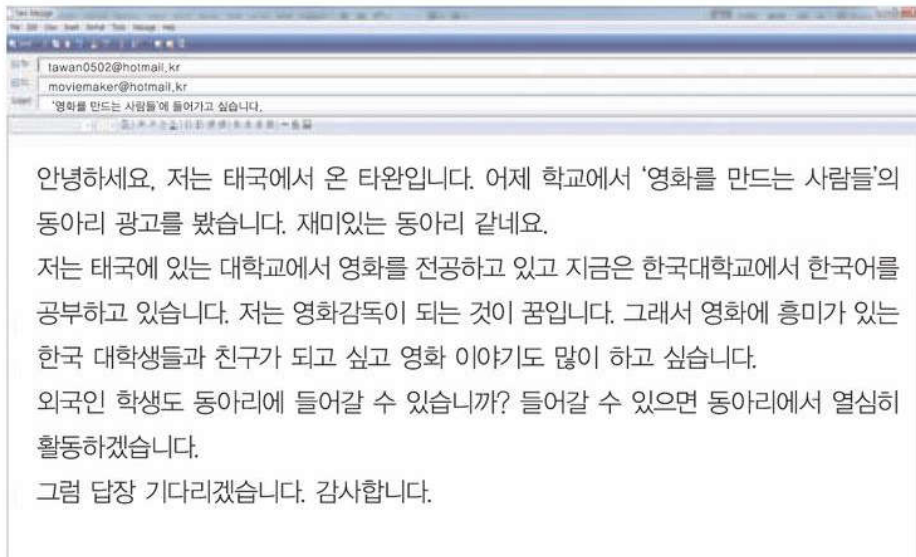 tawan0502@hotmail.kr
moviemaker@hotmail.kr
'영화를 만드는 사람들'에 들어가고 싶습니다.
안녕하세요, 저는 태국에서 온 타완입니다. 어제 학교에서 '영화를 만드는 사람들'의
동아리 광고를 봤습니다. 재미있는 동아리 같네요.
저는 태국에 있는 대학교에서 영화를 전공하고 있고 지금은 한국대학교에서 한국어를
공부하고 있습니다. 저는 영화감독이 되는 것이 꿈입니다. 그래서 영화에 흥미가 있는
한국 대학생들과 친구가 되고 싶고 영화 이야기도 많이 하고 싶습니다.
외국인 학생도 동아리에 들어갈 수 있습니까? 들어갈 수 있으면 동아리에서 열심히
활동하겠습니다.
그럼 답장 기다리겠습니다. 감사합니다.